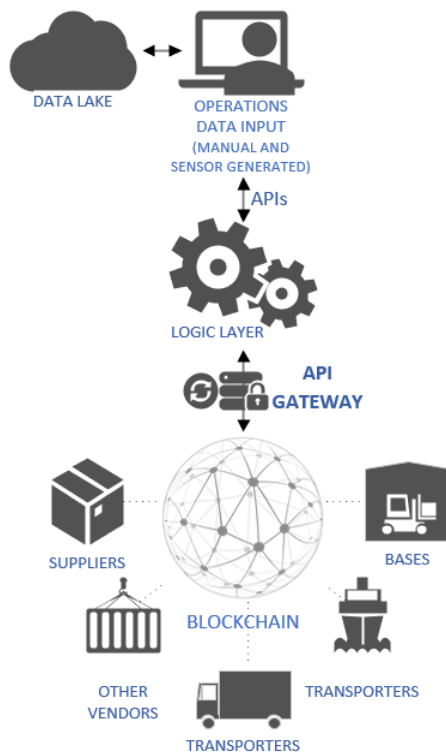 DATA LAKE
OPERATIONS
DATA INPUT
(MANUAL AND
SENSOR GENERATED)
APIs
LOGIC LAYER
API
GATEWAY
SUPPLIERS
BASES
BLOCKCHAIN
OTHER
VENDORS
TRANSPORTERS
TRANSPORTERS